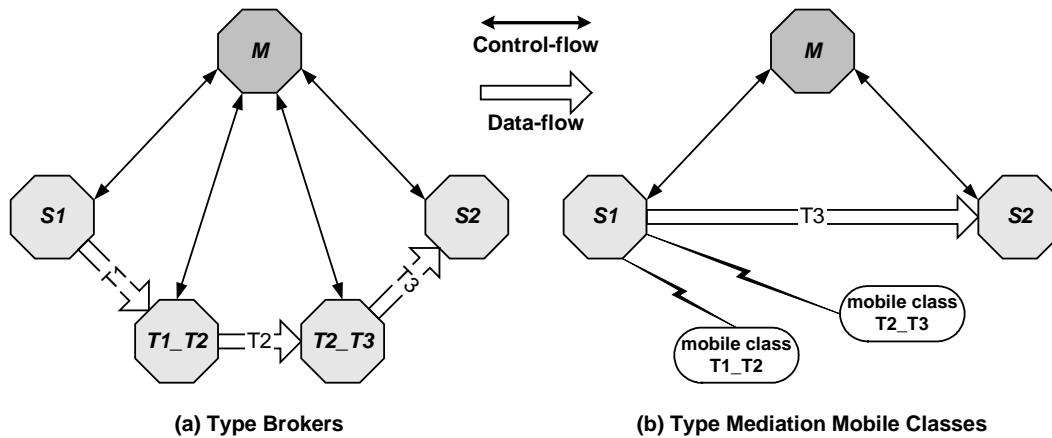 M
Control-flow
Data-flow
M
S1
S2
T1
T2
T3
T1_T2
T2_T3
S1
T3
S2
mobile class
T2_T3
mobile class
T1_T2
(a) Type Brokers
(b) Type Mediation Mobile Classes